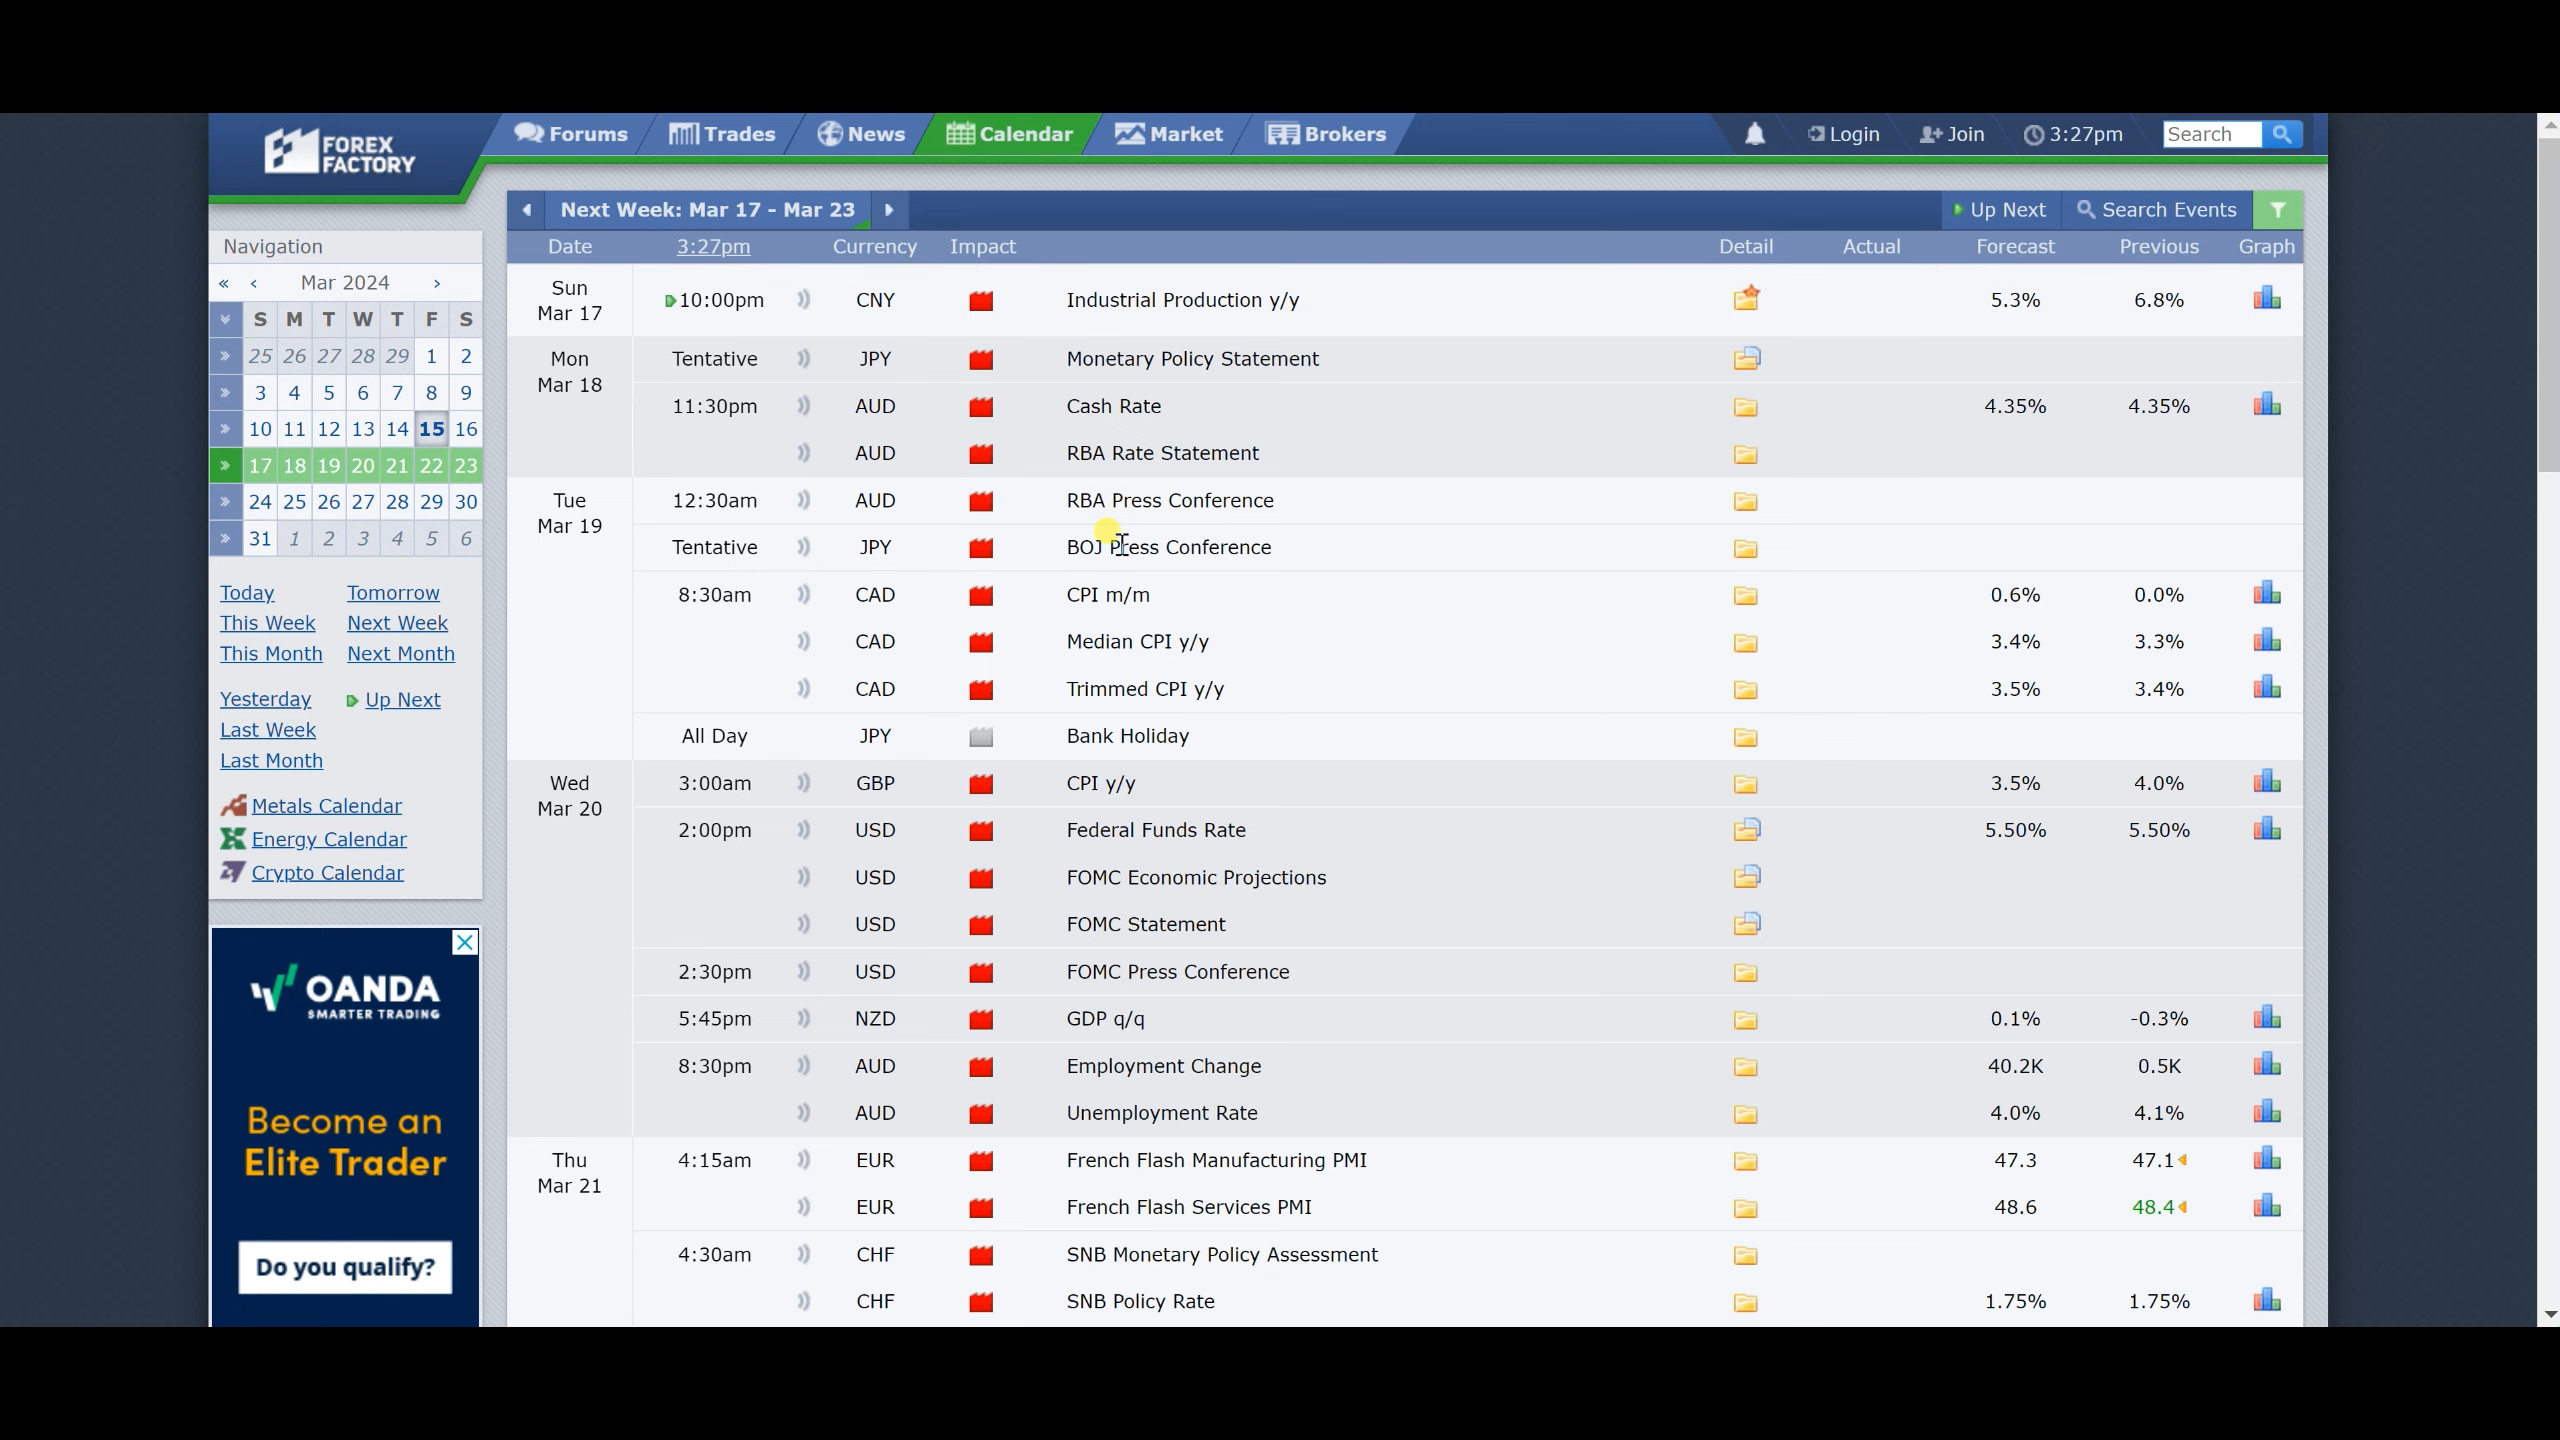 FOREX
FACTORY
Forums Trades News Calendar Market Brokers Login Join 3:27pm Search
Next Week: Mar 17 - Mar 23 Up Next Search Events
Date 3:27pm Currency Impact Detail Actual Forecast Previous Graph
Navigation
« ‹ Mar 2024 ›
S M T W T F S
25 26 27 28 29 1 2
3 4 5 6 7 8 9
10 11 12 13 14 15 16
17 18 19 20 21 22 23
24 25 26 27 28 29 30
31 1 2 3 4 5 6
Today Tomorrow
This Week Next Week
This Month Next Month
Yesterday Up Next
Last Week
Last Month
Metals Calendar
Energy Calendar
Crypto Calendar
OANDA
SMARTER TRADING
Become an
Elite Trader
Do you qualify?
Sun
Mar 17
10:00pm CNY Industrial Production y/y 5.3% 6.8%
Mon
Mar 18
Tentative JPY Monetary Policy Statement
11:30pm AUD Cash Rate 4.35% 4.35%
AUD RBA Rate Statement
Tue
Mar 19
12:30am AUD RBA Press Conference
Tentative JPY BOJ Press Conference
8:30am CAD CPI m/m 0.6% 0.0%
CAD Median CPI y/y 3.4% 3.3%
CAD Trimmed CPI y/y 3.5% 3.4%
All Day JPY Bank Holiday
Wed
Mar 20
3:00am GBP CPI y/y 3.5% 4.0%
2:00pm USD Federal Funds Rate 5.50% 5.50%
USD FOMC Economic Projections
USD FOMC Statement
2:30pm USD FOMC Press Conference
5:45pm NZD GDP q/q 0.1% -0.3%
8:30pm AUD Employment Change 40.2K 0.5K
AUD Unemployment Rate 4.0% 4.1%
Thu
Mar 21
4:15am EUR French Flash Manufacturing PMI 47.3 47.1
EUR French Flash Services PMI 48.6 48.4
4:30am CHF SNB Monetary Policy Assessment
CHF SNB Policy Rate 1.75% 1.75%